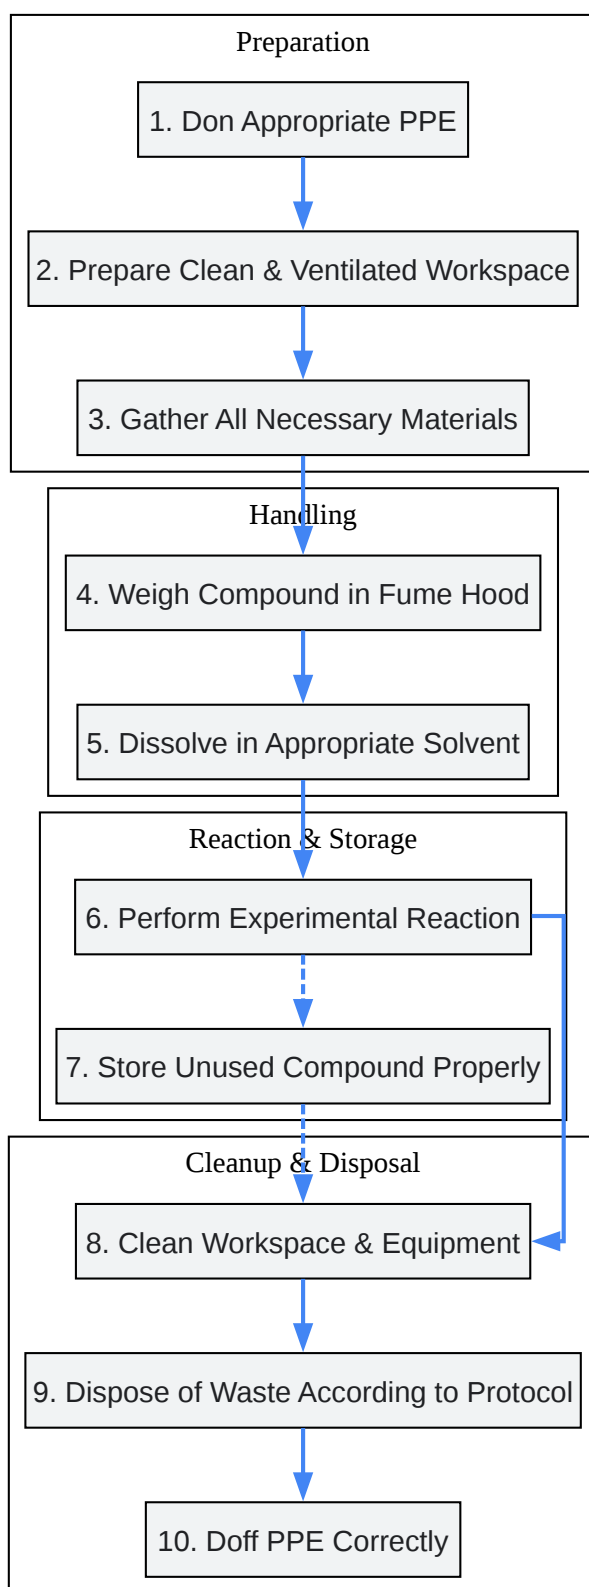 Preparation
1. Don Appropriate PPE
2. Prepare Clean & Ventilated Workspace
3. Gather All Necessary Materials
Handling
4. Weigh Compound in Fume Hood
5. Dissolve in Appropriate Solvent
Reaction & Storage
6. Perform Experimental Reaction
7. Store Unused Compound Properly
Cleanup & Disposal
8. Clean Workspace & Equipment
9. Dispose of Waste According to Protocol
10. Doff PPE Correctly